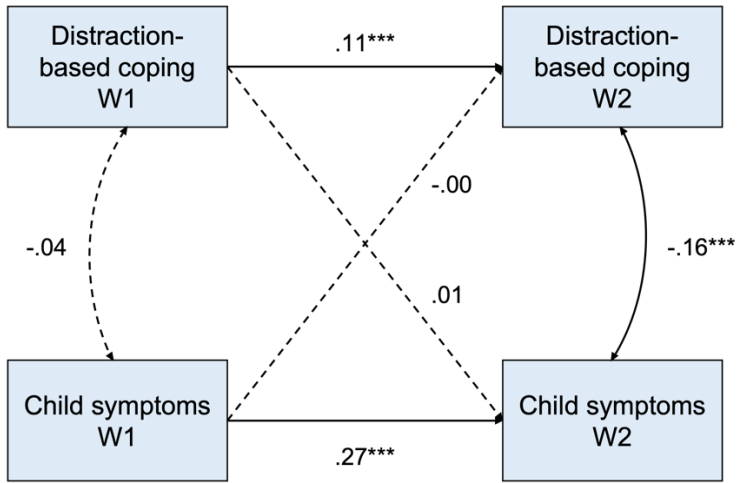 Distraction-
based coping
W1
.11***
Distraction-
based coping
W2
-.00
-.04
-.16***
.01
Child symptoms
W1
.27***
Child symptoms
W2